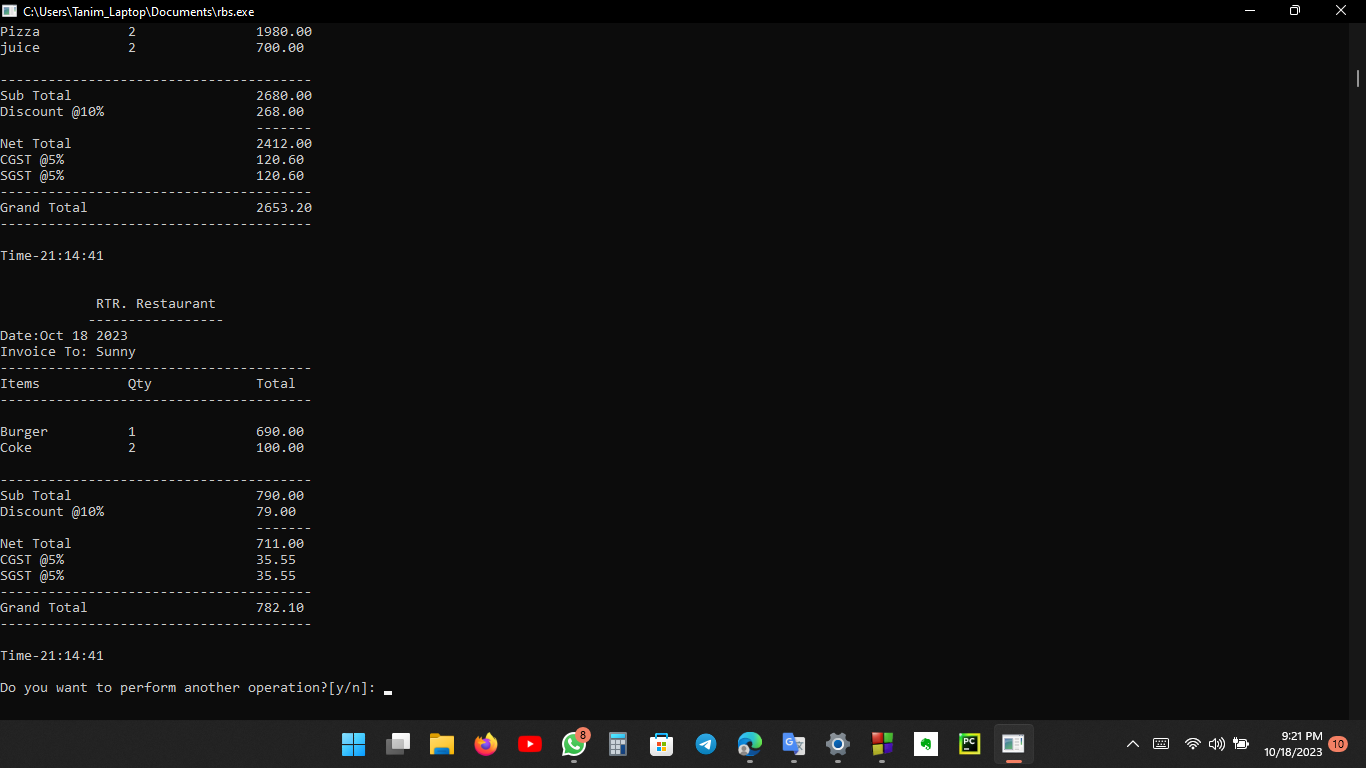 C:\Users\Tanim_Laptop\Documents\rbs.exe
Pizza 2 1980.00
juice 2 700.00
---------------------------------------
Sub Total 2680.00
Discount @10% 268.00
-------
Net Total 2412.00
CGST @5% 120.60
SGST @5% 120.60
---------------------------------------
Grand Total 2653.20
---------------------------------------
Time-21:14:41
RTR. Restaurant
-----------------
Date:Oct 18 2023
Invoice To: Sunny
---------------------------------------
Items Qty Total
---------------------------------------
Burger 1 690.00
Coke 2 100.00
---------------------------------------
Sub Total 790.00
Discount @10% 79.00
-------
Net Total 711.00
CGST @5% 35.55
SGST @5% 35.55
---------------------------------------
Grand Total 782.10
---------------------------------------
Time-21:14:41
Do you want to perform another operation?[y/n]:
8
PC
9:21 PM
10/18/2023
10